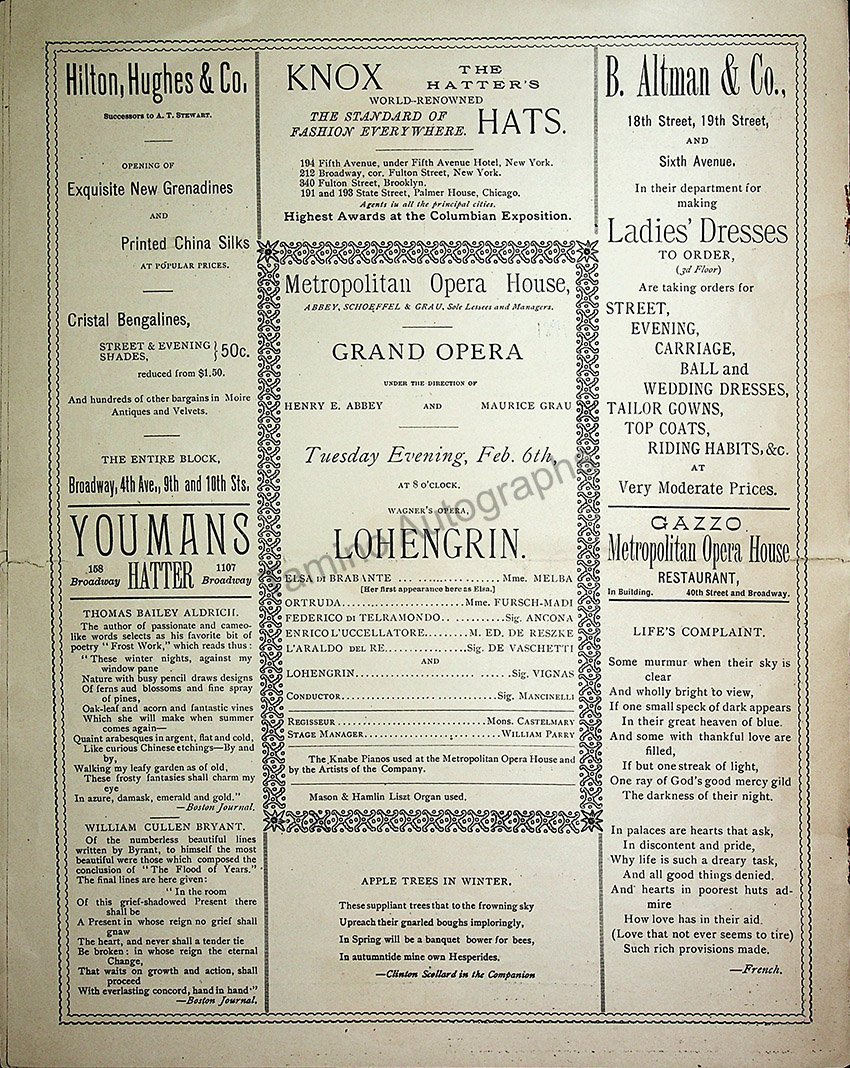 Hilton, Hughes & Co.
Successors to A. T. STEWART.
OPENING OF
Exquisite New Grenadines
AND
Printed China Silks
AT POPULAR PRICES.
Cristal Bengalines,
STREET & EVENING
SHADES, } 50c.
reduced from $1.50.
And hundreds of other bargains in Moire
Antiques and Velvets.
THE ENTIRE BLOCK,
Broadway, 4th Ave., 9th and 10th Sts.
YOUMANS
158 Broadway HATTER 1107 Broadway
THOMAS BAILEY ALDRICH.
The author of passionate and cameo-
like words selects as his favorite bit of
poetry "Frost Work," which reads thus:
"These winter nights, against my
window pane
Nature with busy pencil draws designs
Of ferns and blossoms and fine spray
of pines,
Oak-leaf and acorn and fantastic vines
Which she will make when summer
comes again—
Quaint arabesques in argent, flat and cold,
Like curious Chinese etchings—By and
by,
Walking my leafy garden as of old,
These frosty fantasies shall charm my
eye
In azure, damask, emerald and gold."
—Boston Journal.
WILLIAM CULLEN BRYANT.
Of the numberless beautiful lines
written by Byrant, to himself the most
beautiful were those which composed the
conclusion of "The Flood of Years."
The final lines are here given:
"In the room
Of this grief-shadowed Present there
shall be
A Present in whose reign no grief shall
gnaw
The heart, and never shall a tender tie
Be broken: in whose reign the eternal
Change,
That waits on growth and action, shall
proceed
With everlasting concord, hand in hand."
—Boston Journal.
KNOX THE HATTER'S
WORLD-RENOWNED
THE STANDARD OF
FASHION EVERYWHERE. HATS.
194 Fifth Avenue, under Fifth Avenue Hotel, New York.
212 Broadway, cor. Fulton Street, New York.
340 Fulton Street, Brooklyn.
191 and 193 State Street, Palmer House, Chicago.
Agents in all the principal cities.
Highest Awards at the Columbian Exposition.
Metropolitan Opera House,
ABBEY, SCHOEFFEL & GRAU, Sole Lessees and Managers.
GRAND OPERA
UNDER THE DIRECTION OF
HENRY E. ABBEY AND MAURICE GRAU
Tuesday Evening, Feb. 6th,
AT 8 O'CLOCK.
WAGNER'S OPERA,
LOHENGRIN.
ELSA DI BRABANTE ... Mme. MELBA
[Her first appearance here as Elsa.]
ORTRUDA ... Mme. FURSCH-MADI
FEDERICO DI TELRAMONDO ... Sig. ANCONA
ENRICO L'UCCELLATORE ... M. ED. DE RESZKE
L'ARALDO DEL RE ... Sig. DE VASCHETTI
AND
LOHENGRIN ... Sig. VIGNAS
CONDUCTOR ... Sig. MANCINELLI
REGISSEUR ... Mons. CASTELMARY
STAGE MANAGER ... WILLIAM PARRY
The Knabe Pianos used at the Metropolitan Opera House and
by the Artists of the Company.
Mason & Hamlin Liszt Organ used.
APPLE TREES IN WINTER.
These suppliant trees that to the frowning sky
Upreach their gnarled boughs imploringly,
In Spring will be a banquet bower for bees,
In autumntide mine own Hesperides.
—Clinton Scollard in the Companion
B. Altman & Co.,
18th Street, 19th Street,
AND
Sixth Avenue.
In their department for
making
Ladies' Dresses
TO ORDER,
(3d Floor)
Are taking orders for
STREET,
EVENING,
CARRIAGE,
BALL and
WEDDING DRESSES,
TAILOR GOWNS,
TOP COATS,
RIDING HABITS, &c.
AT
Very Moderate Prices.
GAZZO
Metropolitan Opera House
RESTAURANT,
In Building. 40th Street and Broadway.
LIFE'S COMPLAINT.
Some murmur when their sky is
clear
And wholly bright to view,
If one small speck of dark appears
In their great heaven of blue.
And some with thankful love are
filled,
If but one streak of light,
One ray of God's good mercy gild
The darkness of their night.
In palaces are hearts that ask,
In discontent and pride,
Why life is such a dreary task,
And all good things denied.
And hearts in poorest huts ad-
mire
How love has in their aid.
(Love that not ever seems to tire)
Such rich provisions made.
—French.
Tamino Autographs